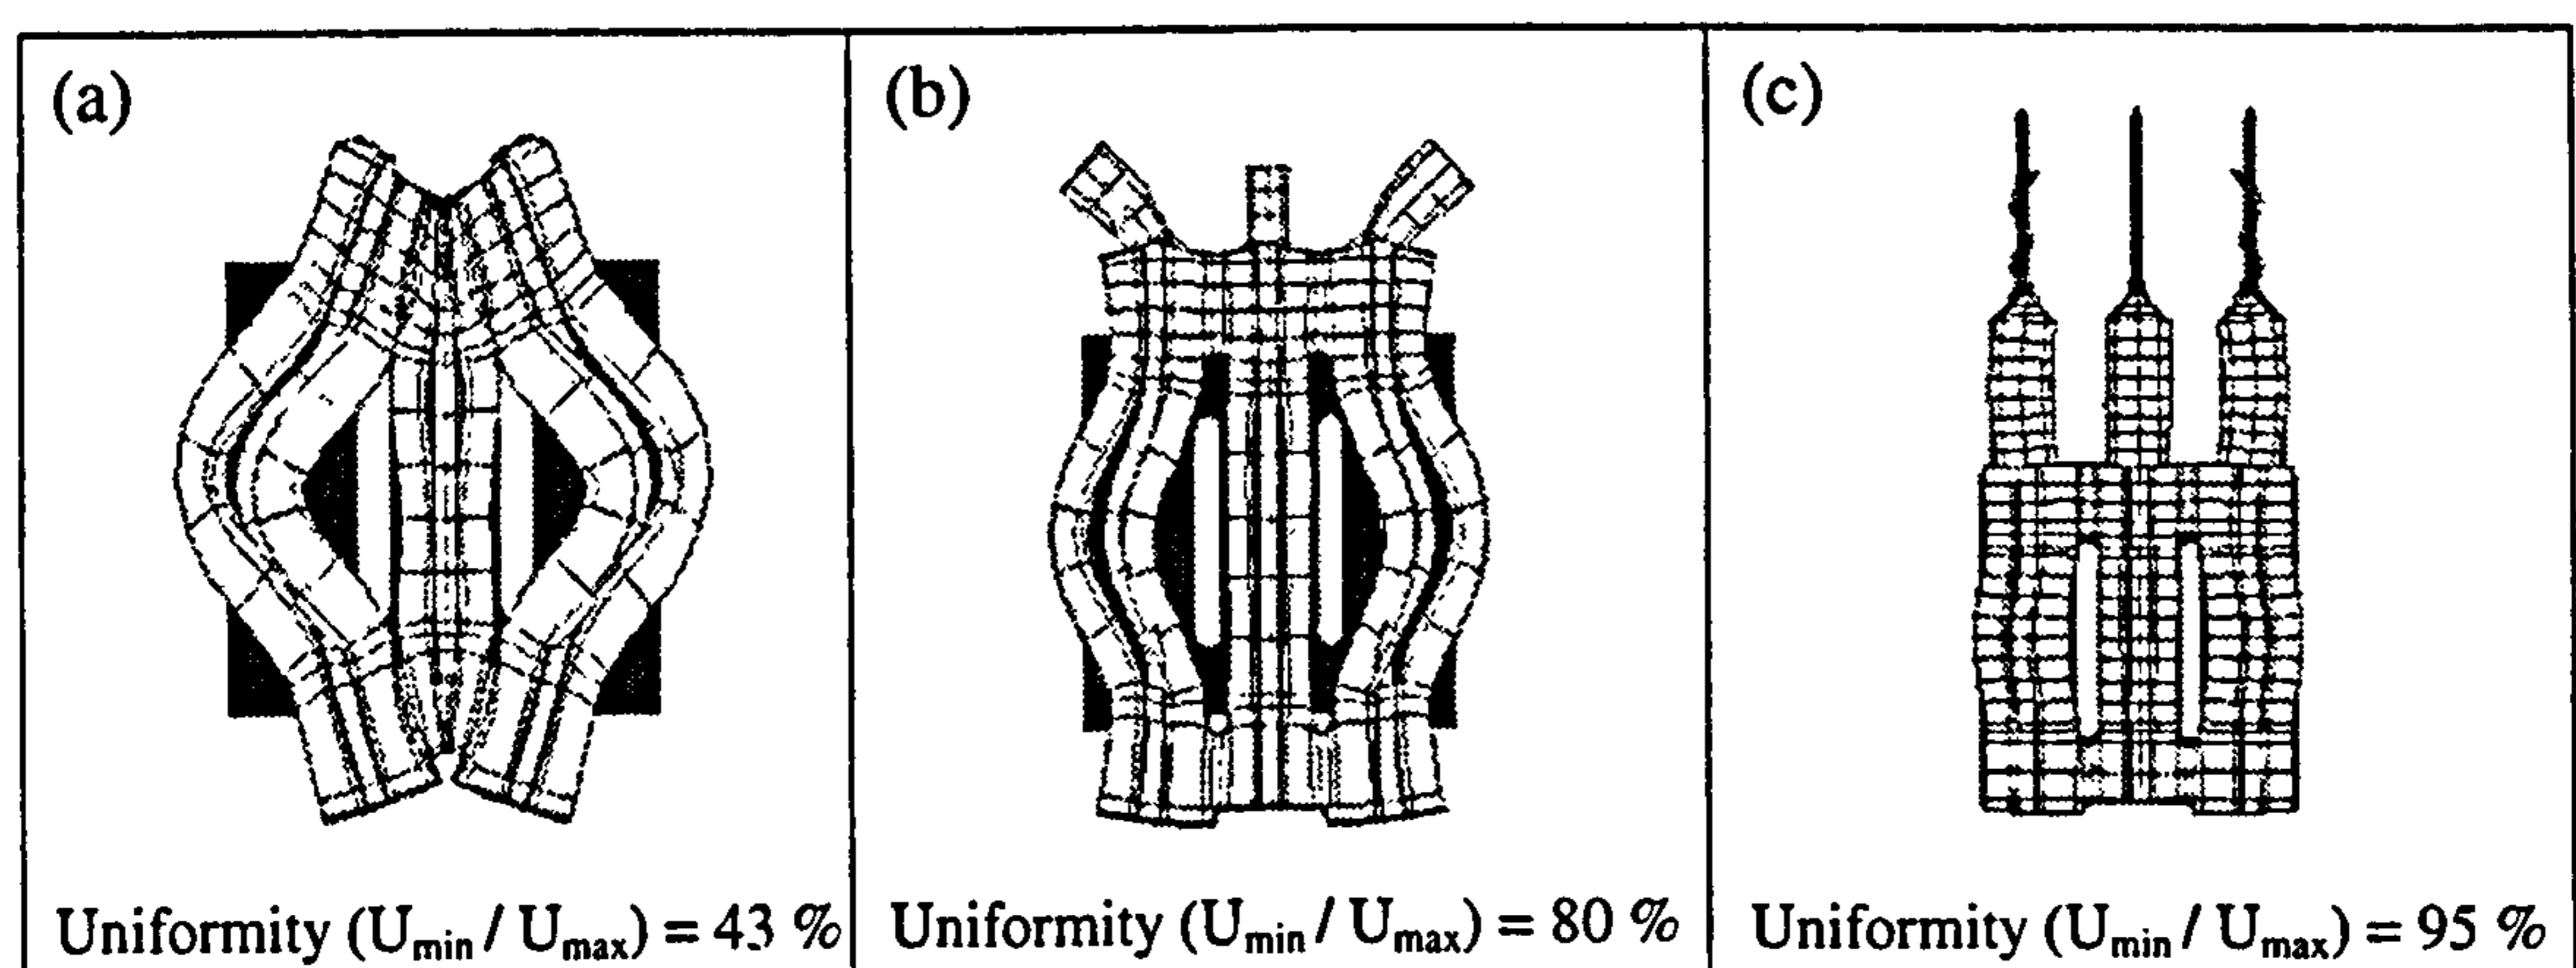 (a)
Uniformity (Umin / Umax) = 43 %
(b)
Uniformity (Umin / Umax) = 80 %
(c)
Uniformity (Umin / Umax) = 95 %